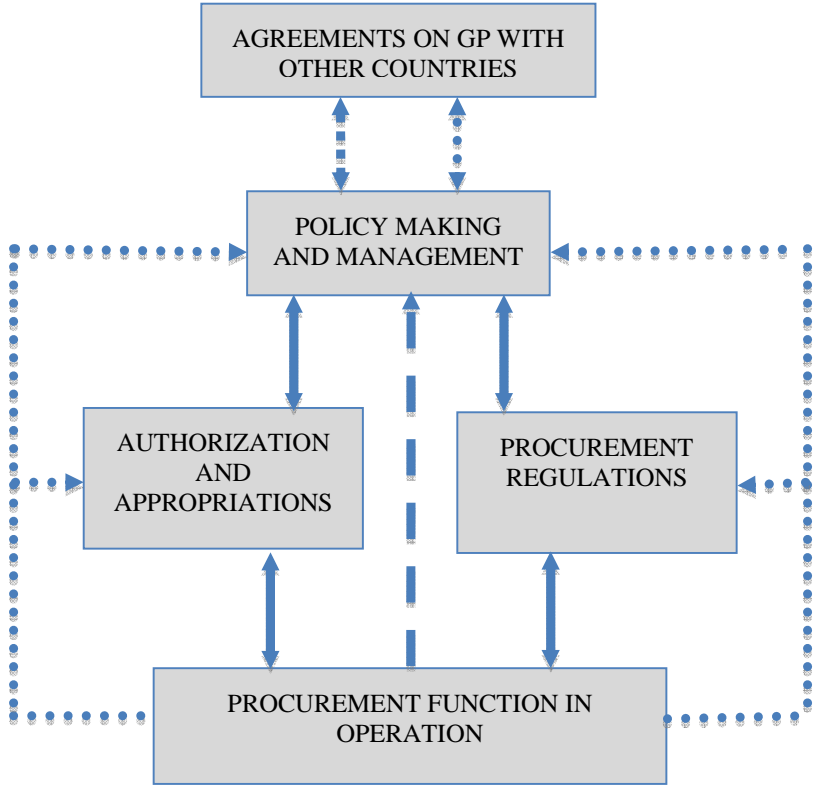 AGREEMENTS ON GP WITH
OTHER COUNTRIES
POLICY MAKING
AND MANAGEMENT
AUTHORIZATION
AND
APPROPRIATIONS
PROCUREMENT
REGULATIONS
PROCUREMENT FUNCTION IN
OPERATION